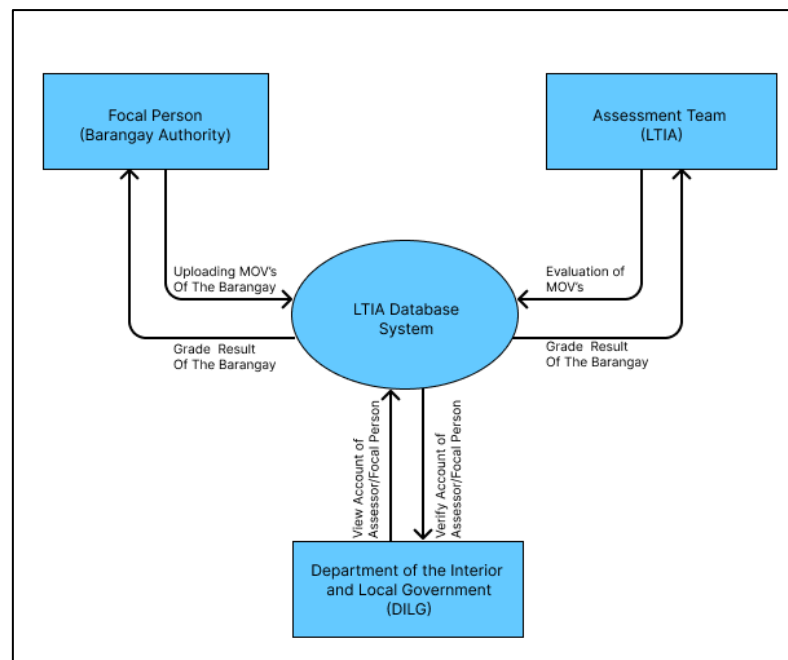 Focal Person
(Barangay Authority)
Assessment Team
(LTIA)
Uploading MOV's
Of The Barangay
Evaluation of
MOV's
LTIA Database
System
Grade Result
Of The Barangay
Grade Result
Of The Barangay
View Account of
Assessor/Focal Person
Verify Account of
Assessor/Focal Person
Department of the Interior
and Local Government
(DILG)